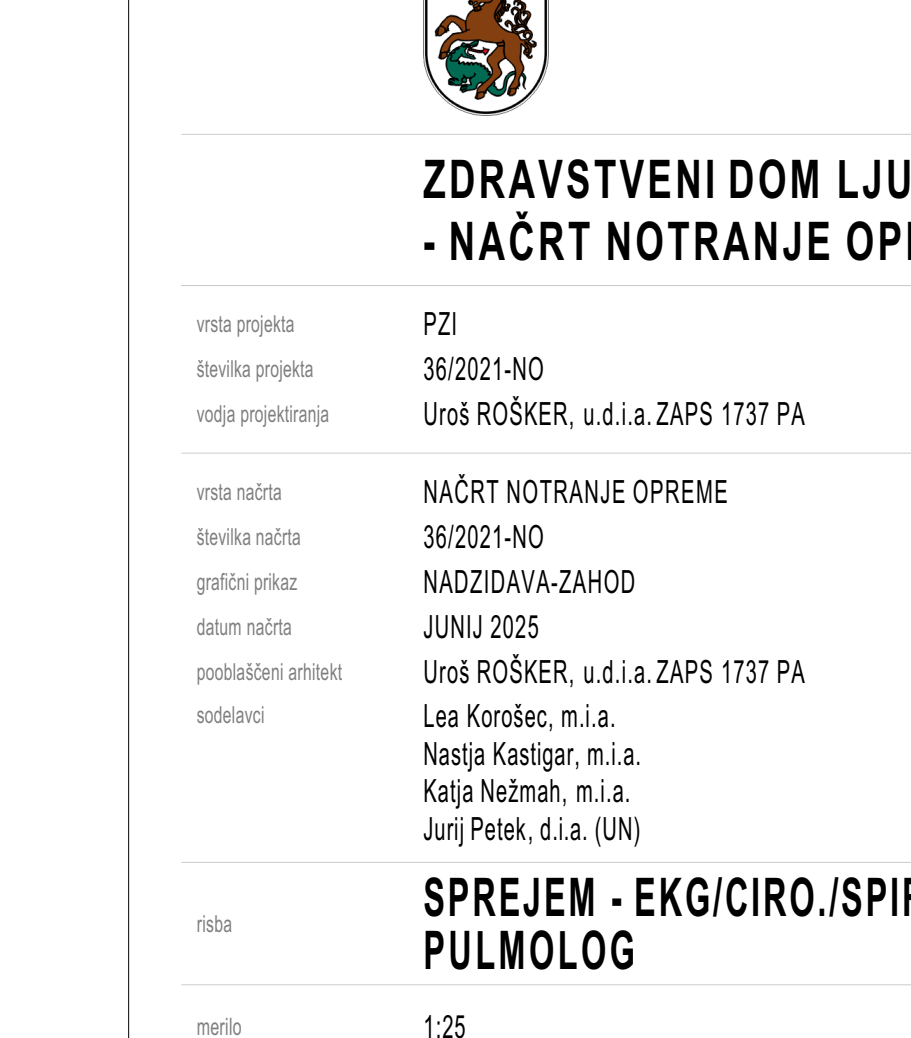 ZDRAVSTVENI DOM LJU
- NAČRT NOTRANJE OP
vrsta projekta PZI
številka projekta 36/2021-NO
vodja projektiranja Uroš ROŠKER, u.d.i.a. ZAPS 1737 PA
vrsta načrta NAČRT NOTRANJE OPREME
številka načrta 36/2021-NO
grafični prikaz NADZIDAVA-ZAHOD
datum načrta JUNIJ 2025
pooblaščeni arhitekt Uroš ROŠKER, u.d.i.a. ZAPS 1737 PA
sodelavci Lea Korošec, m.i.a.
Nastja Kastigar, m.i.a.
Katja Nežmah, m.i.a.
Jurij Petek, d.i.a. (UN)
risba SPREJEM - EKG/CIRO./SPI
PULMOLOG
merilo 1:25